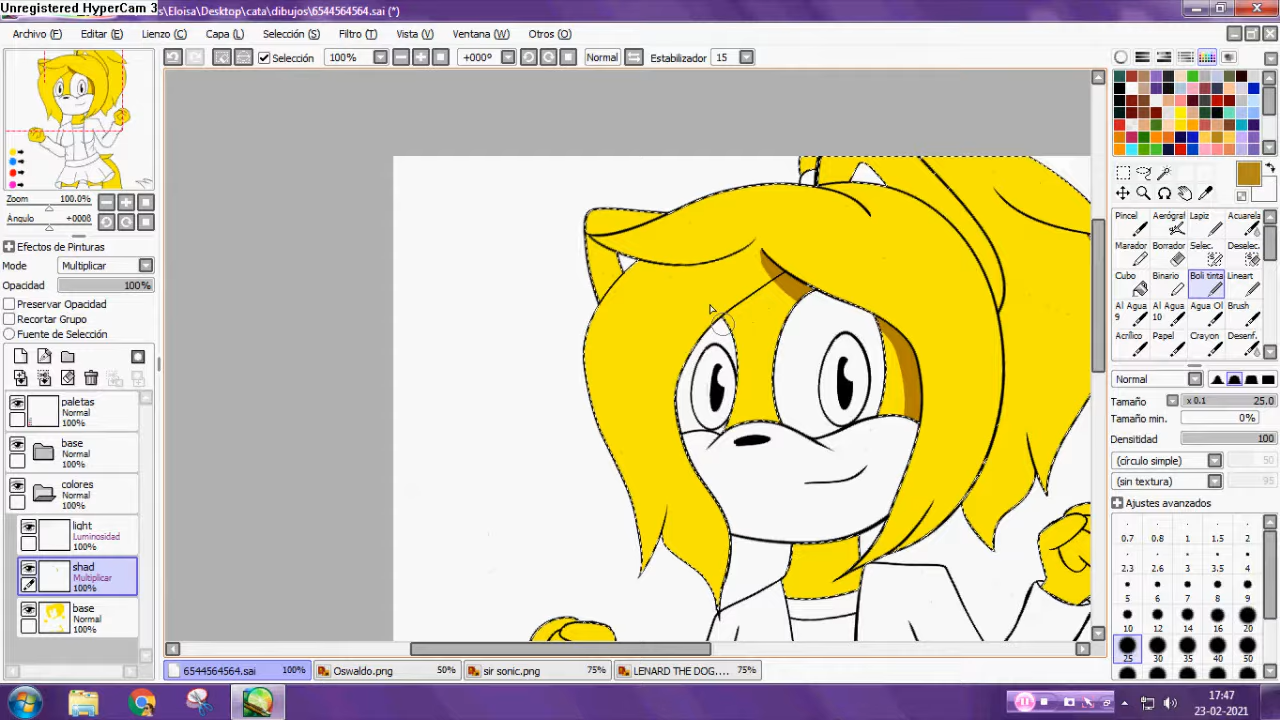 Unregistered HyperCam 3
s\Eloisa\Desktop\cata\dibujos\6544564564.sai (*)
Archivo (F) Editar (E) Lienzo (C) Capa (L) Selección (S) Filtro (T) Vista (V) Ventana (W) Otros (O)
Selección 100% +000º Normal Estabilizador 15
Zoom 100.0%
Ángulo +0008
Efectos de Pinturas
Mode Multiplicar
Opacidad 100%
Preservar Opacidad
Recortar Grupo
Fuente de Selección
paletas
Normal
100%
base
Normal
100%
colores
Normal
100%
light
Luminosidad
100%
shad
Multiplicar
100%
base
Normal
100%
Pincel Aerógraf Lapiz Acuarela
Marador Borrador Selec. Deselec.
Cubo Binario Boli tinta Lineart
Al Agua 9 Al Agua 10 Agua Ol Brush
Acrílico Papel Crayon Desenf.
Normal
Tamaño x 0.1 25.0
Tamaño min. 0%
Densitidad 100
(círculo simple) 50
(sin textura) 95
Ajustes avanzados
0.7 0.8 1 1.5 2
2.3 2.6 3 3.5 4
5 6 7 8 9
10 12 14 16 20
25 30 35 40 50
6544564564.sai 100% Oswaldo.png 50% sir sonic.png 75% LENARD THE DOG.... 75%
17:47
23-02-2021